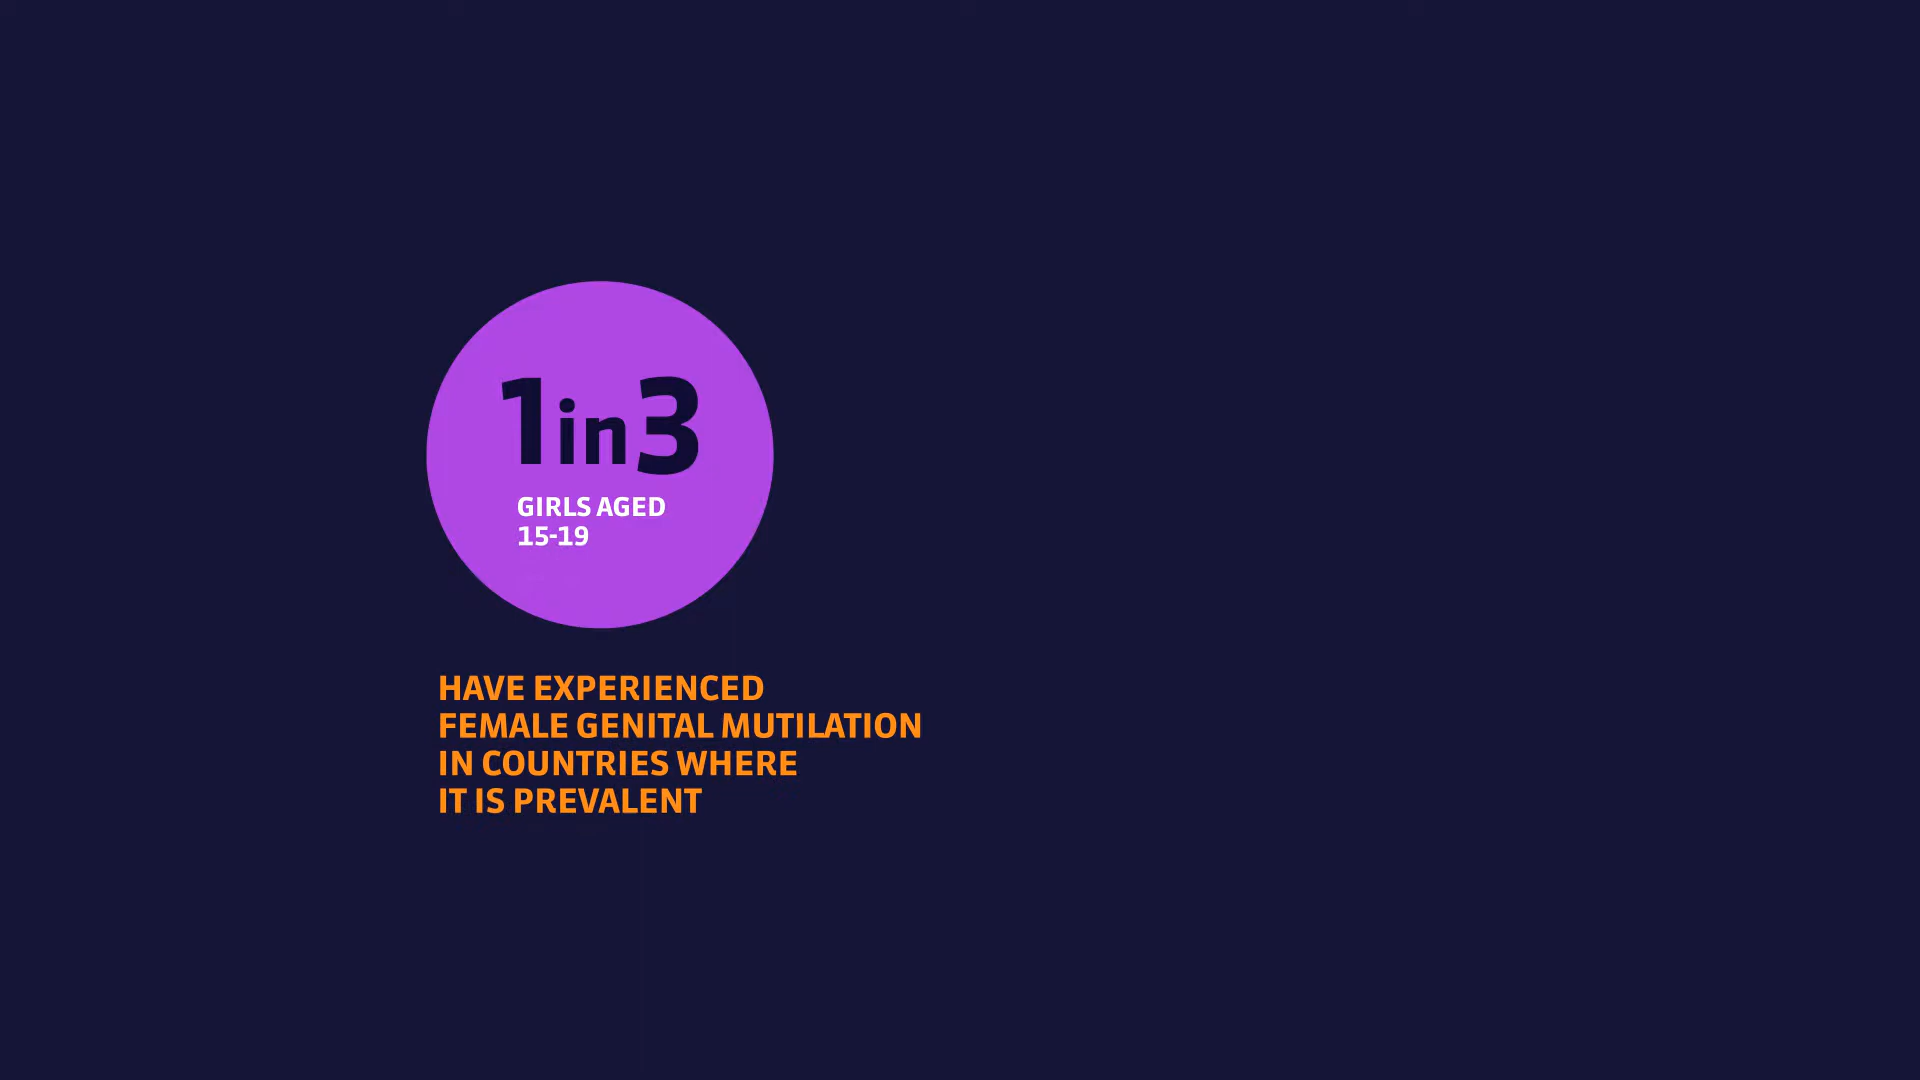 1in3
GIRLS AGED
15-19
HAVE EXPERIENCED
FEMALE GENITAL MUTILATION
IN COUNTRIES WHERE
IT IS PREVALENT